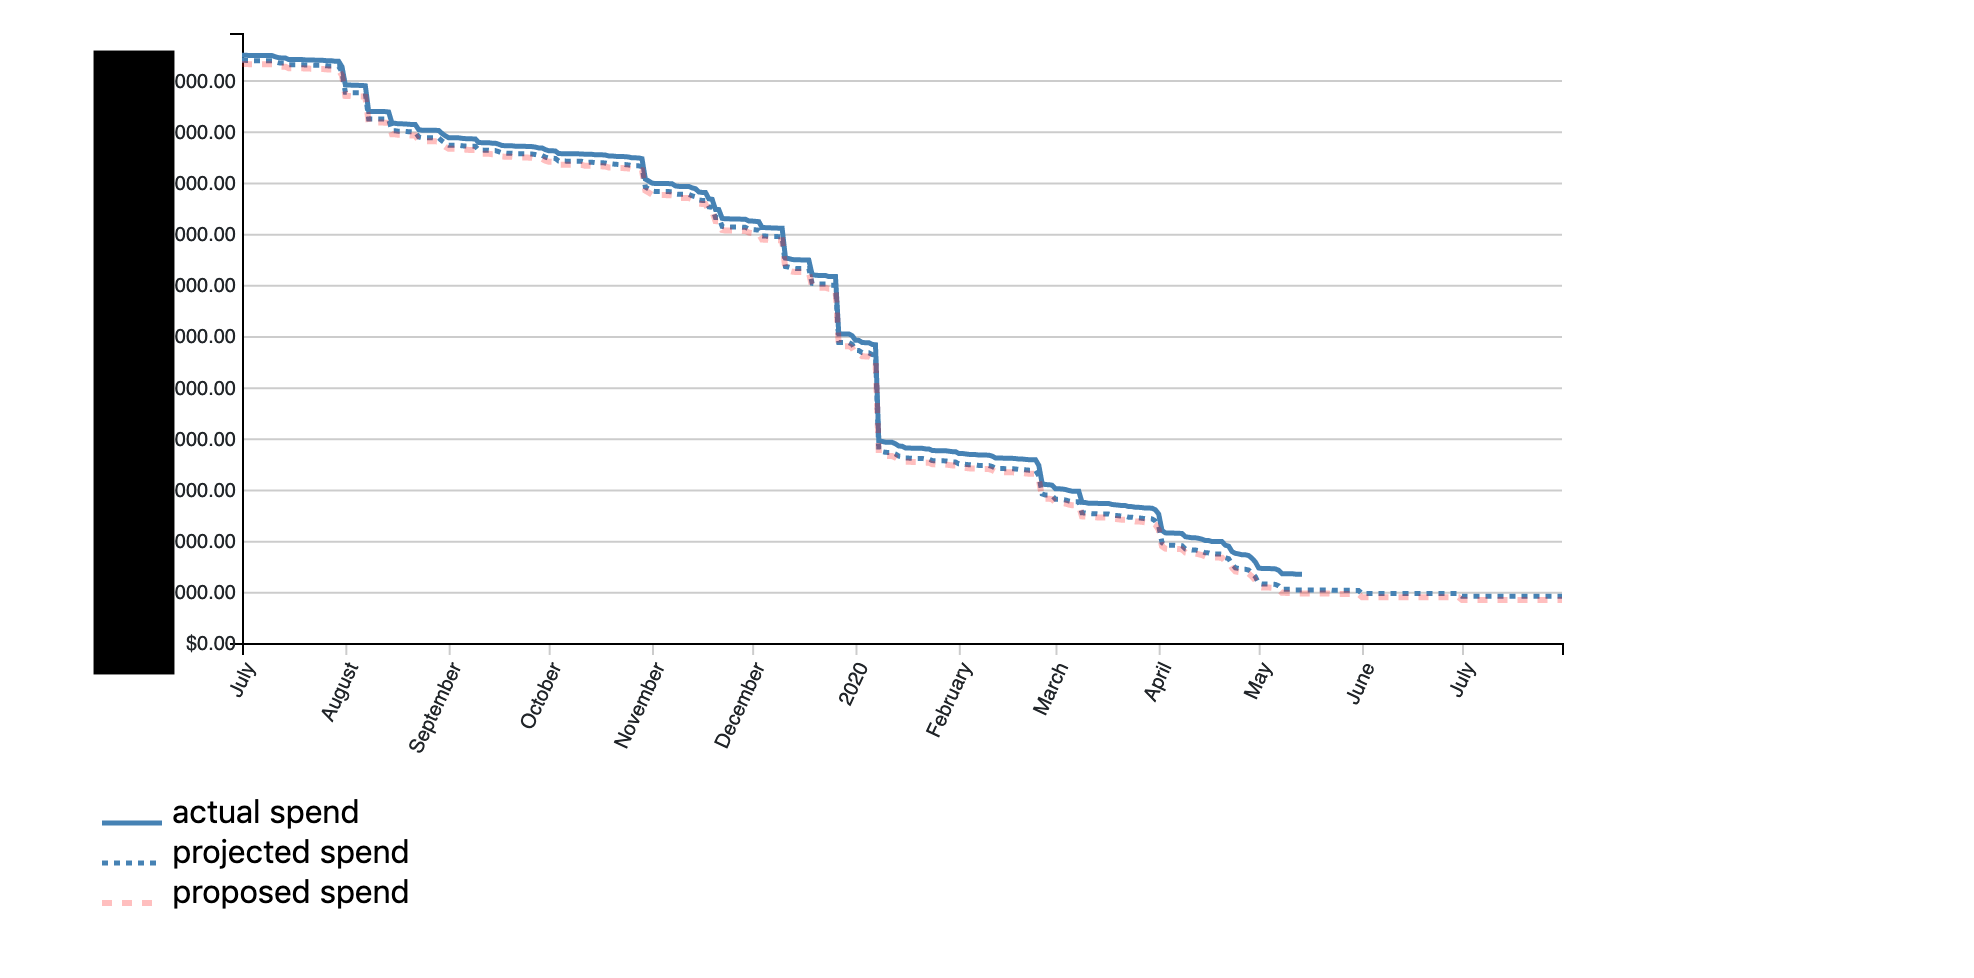 000.00
000.00
000.00
000.00
000.00
000.00
000.00
000.00
000.00
000.00
000.00
$0.00
July
August
September
October
November
December
2020
February
March
April
May
June
July
actual spend
projected spend
proposed spend